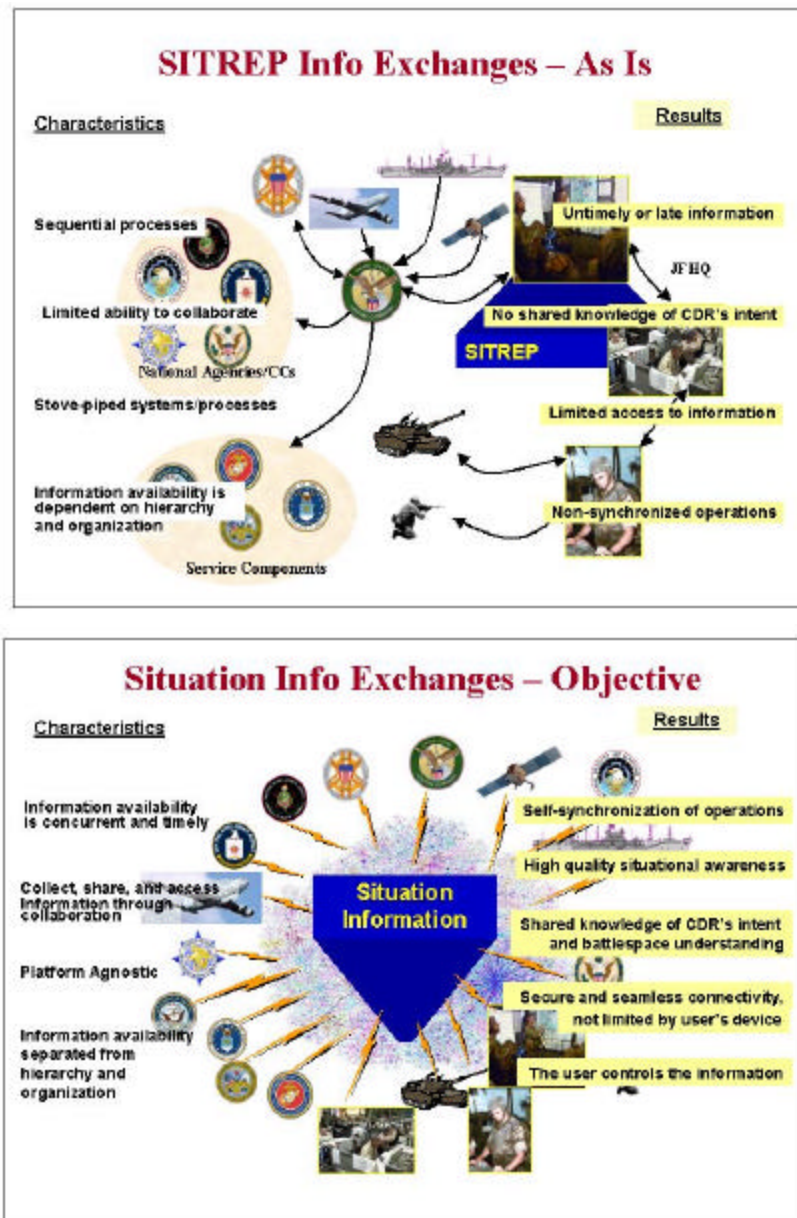 SITREP Info Exchanges – As Is
Characteristics
Results
Sequential processes
Untimely or late information
JFHQ
Limited ability to collaborate
No shared knowledge of CDR's intent
SITREP
National Agencies/CCs
Stove-piped systems/processes
Limited access to information
Information availability is
dependent on hierarchy
and organization
Non-synchronized operations
Service Components
Situation Info Exchanges – Objective
Characteristics
Results
Information availability
is concurrent and timely
Self-synchronization of operations
High quality situational awareness
Situation
Information
Collect, share, and access
information through
collaboration
Shared knowledge of CDR's intent
and battlespace understanding
Platform Agnostic
Secure and seamless connectivity,
not limited by user's device
Information availability
separated from
hierarchy and
organization
The user controls the information